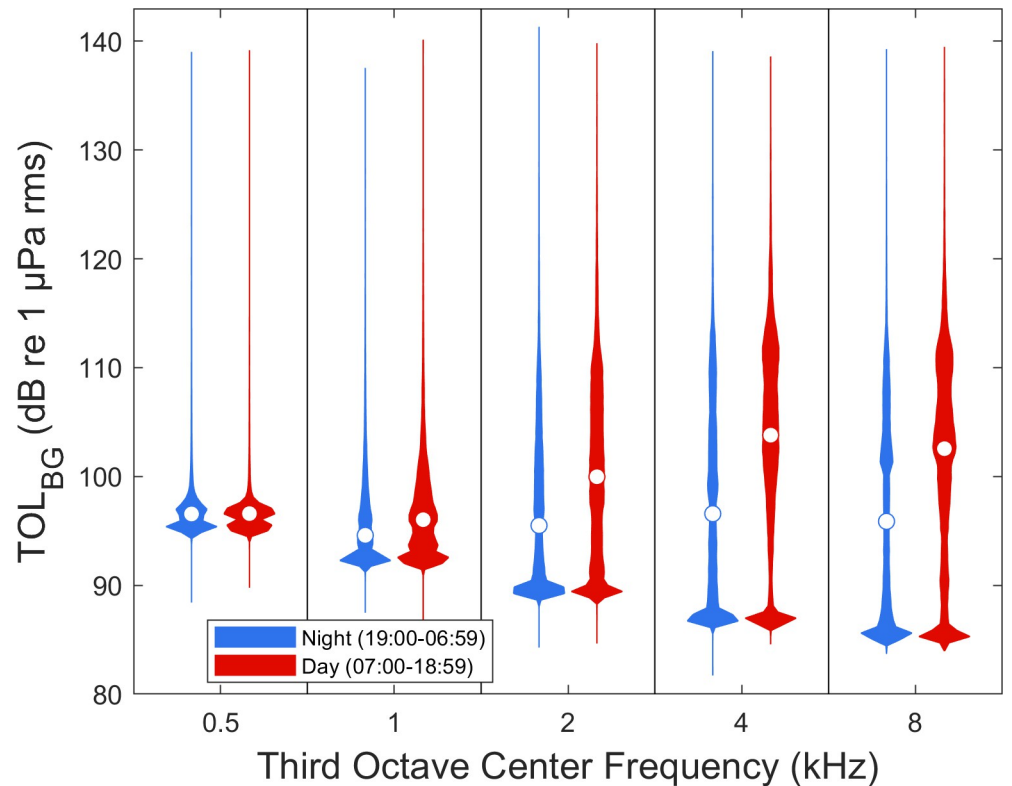 TOL_BG (dB re 1 µPa rms)
140
130
120
110
100
90
80
Night (19:00-06:59)
Day (07:00-18:59)
0.5 1 2 4 8
Third Octave Center Frequency (kHz)